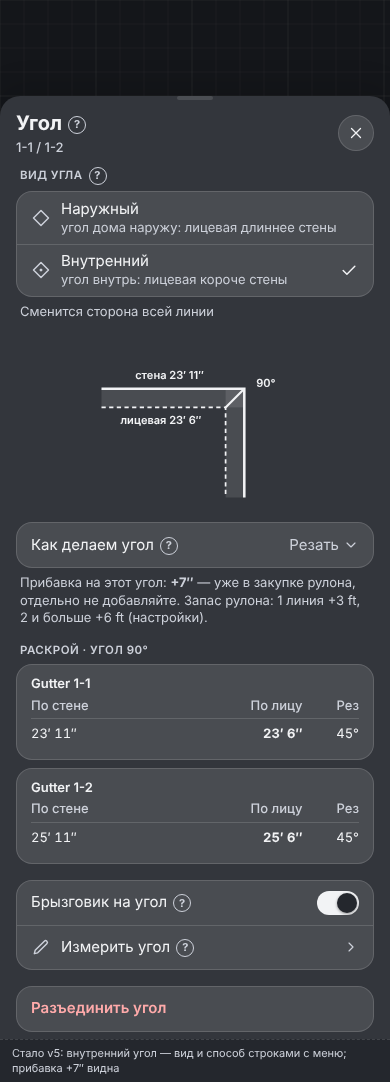 Угол ?
1-1 / 1-2
ВИД УГЛА ?
Наружный
угол дома наружу: лицевая длиннее стены
Внутренний
угол внутрь: лицевая короче стены
Сменится сторона всей линии
стена 23′ 11″
90°
лицевая 23′ 6″
Как делаем угол ? Резать
Прибавка на этот угол: +7″ — уже в закупке рулона,
отдельно не добавляйте. Запас рулона: 1 линия +3 ft,
2 и больше +6 ft (настройки).
РАСКРОЙ · УГОЛ 90°
Gutter 1-1
По стене По лицу Рез
23′ 11″ 23′ 6″ 45°
Gutter 1-2
По стене По лицу Рез
25′ 11″ 25′ 6″ 45°
Брызговик на угол ?
Измерить угол ?
Разъединить угол
Стало v5: внутренний угол — вид и способ строками с меню;
прибавка +7″ видна